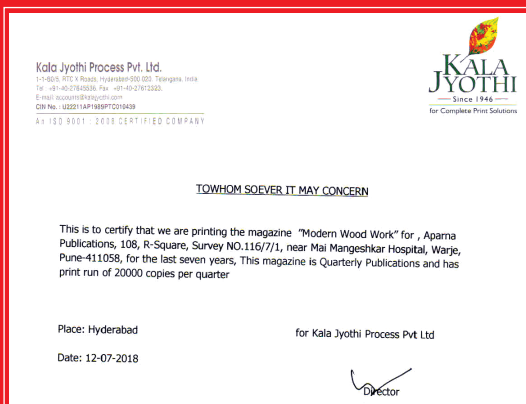 Kala Jyothi Process Pvt. Ltd.
1-1-60/5, RTC X Roads, Hyderabad-500 020. Telangana, India
Tel : +91-40-27645536, Fax : +91-40-27612323,
E-mail: accounts@kalajyothi.com
CIN No. : U22211AP1989PTC010439
An ISO 9001 : 2008 CERTIFIED COMPANY
KALA
JYOTHI
Since 1946
for Complete Print Solutions
TOWHOM SOEVER IT MAY CONCERN
This is to certify that we are printing the magazine "Modern Wood Work" for , Aparna
Publications, 108, R-Square, Survey NO.116/7/1, near Mai Mangeshkar Hospital, Warje,
Pune-411058, for the last seven years, This magazine is Quarterly Publications and has
print run of 20000 copies per quarter
Place: Hyderabad
for Kala Jyothi Process Pvt Ltd
Date: 12-07-2018
Director